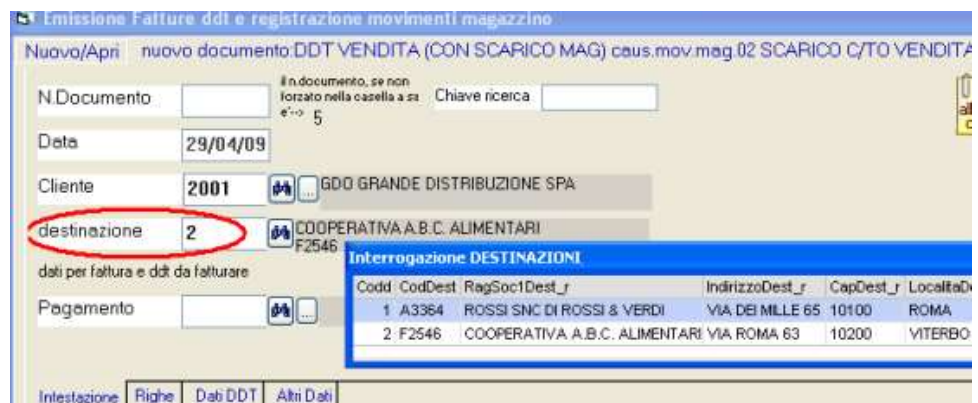 Emissione Fatture ddt e registrazione movimenti magazzino
Nuovo/Apri nuovo documento:DDT VENDITA (CON SCARICO MAG) caus.mov.mag.02 SCARICO C/TO VENDITA
N.Documento
il n.documento, se non
forzato nella casella a sx
e'--> 5
Chiave ricerca
Data 29/04/09
Cliente 2001 ... GDO GRANDE DISTRIBUZIONE SPA
destinazione 2 COOPERATIVA A.B.C. ALIMENTARI
F2546
dati per fattura e ddt da fatturare
Pagamento ...
Interrogazione DESTINAZIONI
Codd CodDest RagSoc1Dest_r IndirizzoDest_r CapDest_r LocalitaDe
1 A3364 ROSSI SNC DI ROSSI & VERDI VIA DEI MILLE 65 10100 ROMA
2 F2546 COOPERATIVA A.B.C. ALIMENTARI VIA ROMA 63 10200 VITERBO
Intestazione Righe Dati DDT Altri Dati